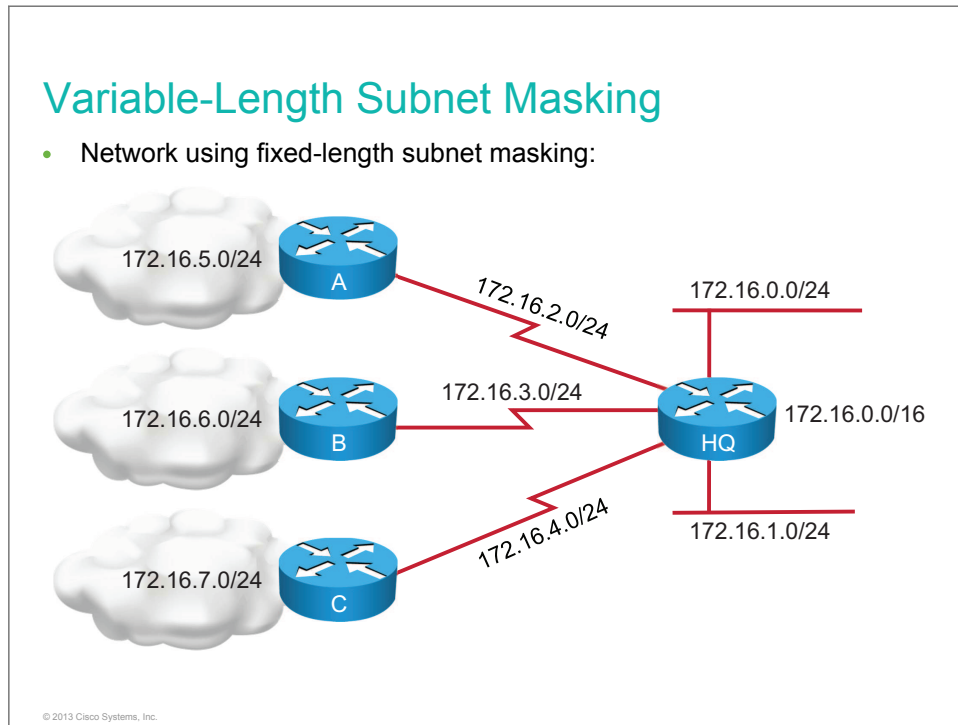 Variable-Length Subnet Masking
• Network using fixed-length subnet masking:
172.16.5.0/24
A
172.16.2.0/24
172.16.0.0/24
172.16.6.0/24
B
172.16.3.0/24
HQ
172.16.0.0/16
172.16.7.0/24
C
172.16.4.0/24
172.16.1.0/24
© 2013 Cisco Systems, Inc.